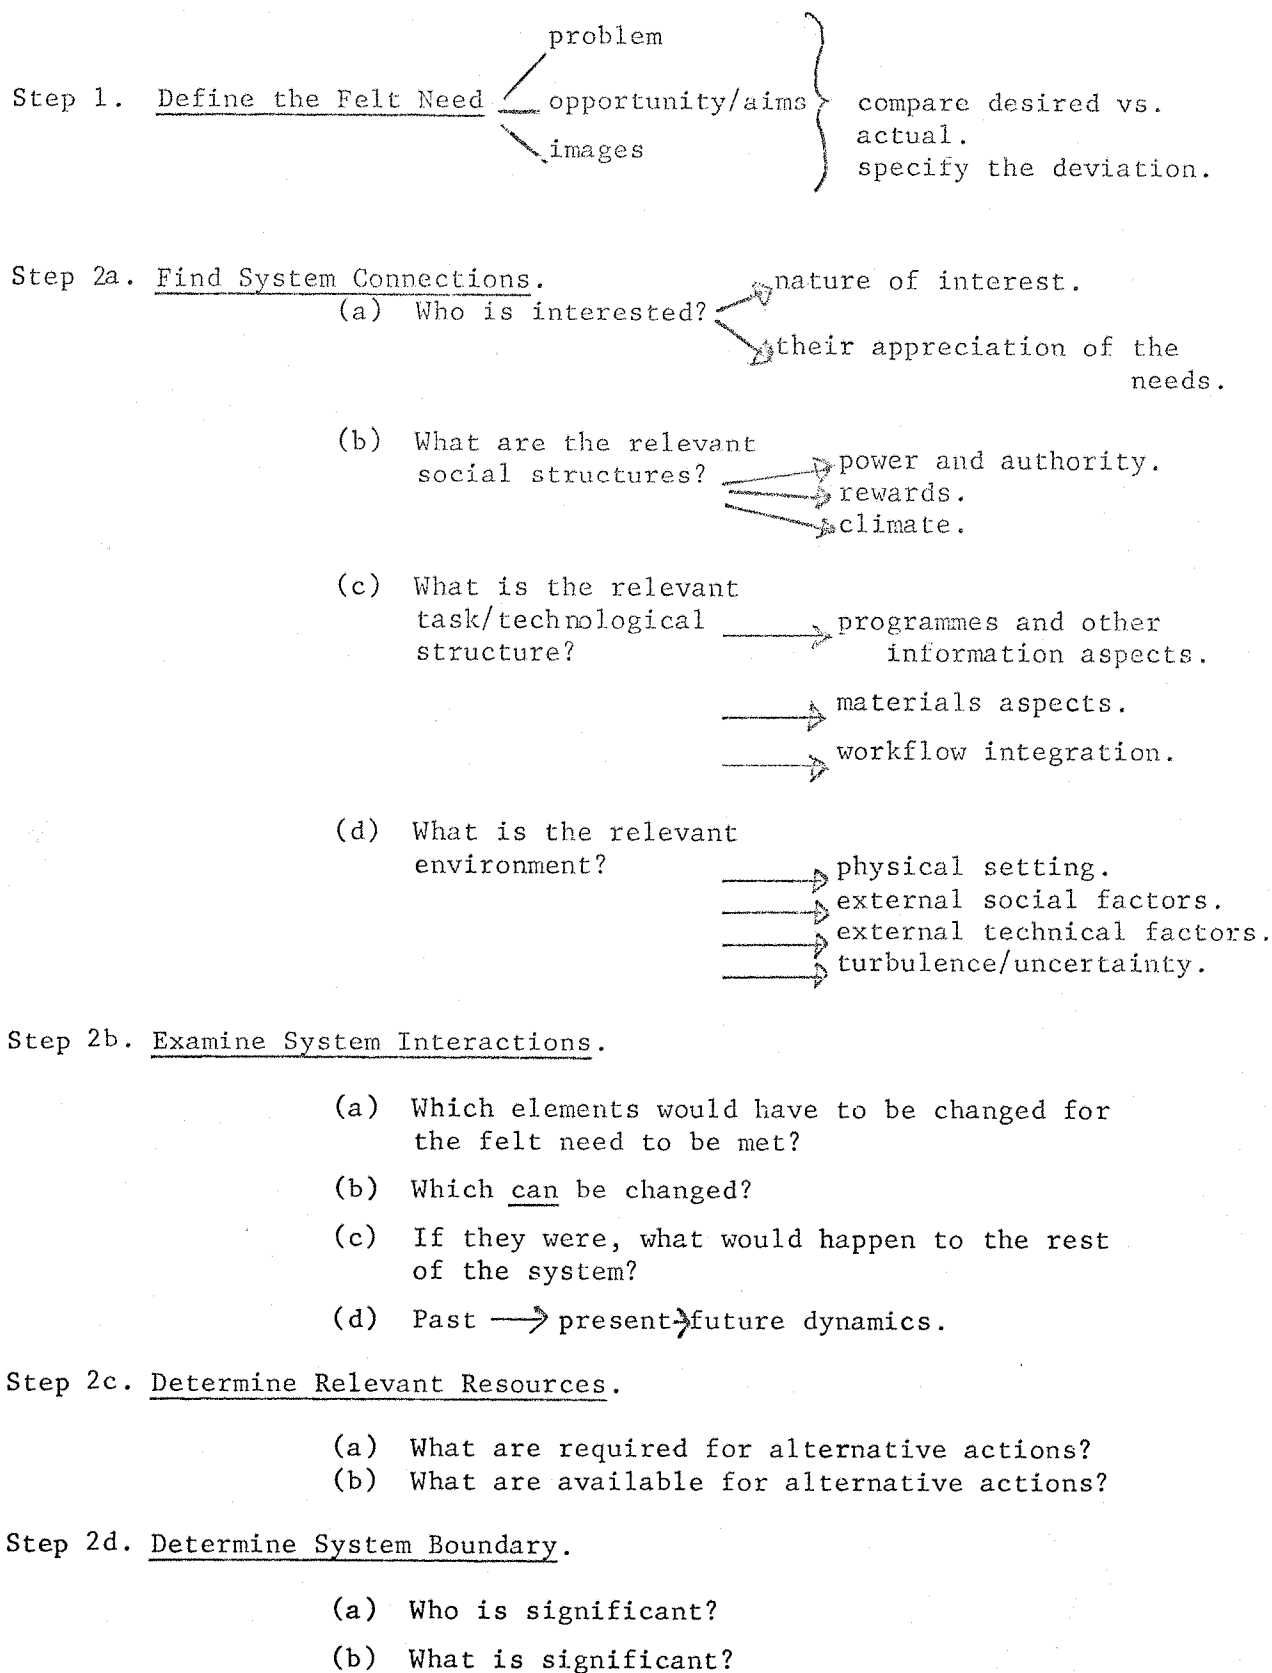 problem
Step 1. Define the Felt Need opportunity/aims compare desired vs.
actual.
images
specify the deviation.
Step 2a. Find System Connections. nature of interest.
(a) Who is interested?
their appreciation of the
needs.
(b) What are the relevant
social structures? power and authority.
rewards.
climate.
(c) What is the relevant
task/technological programmes and other
structure? information aspects.
materials aspects.
workflow integration.
(d) What is the relevant
environment? physical setting.
external social factors.
external technical factors.
turbulence/uncertainty.
Step 2b. Examine System Interactions.
(a) Which elements would have to be changed for
the felt need to be met?
(b) Which can be changed?
(c) If they were, what would happen to the rest
of the system?
(d) Past → present→future dynamics.
Step 2c. Determine Relevant Resources.
(a) What are required for alternative actions?
(b) What are available for alternative actions?
Step 2d. Determine System Boundary.
(a) Who is significant?
(b) What is significant?